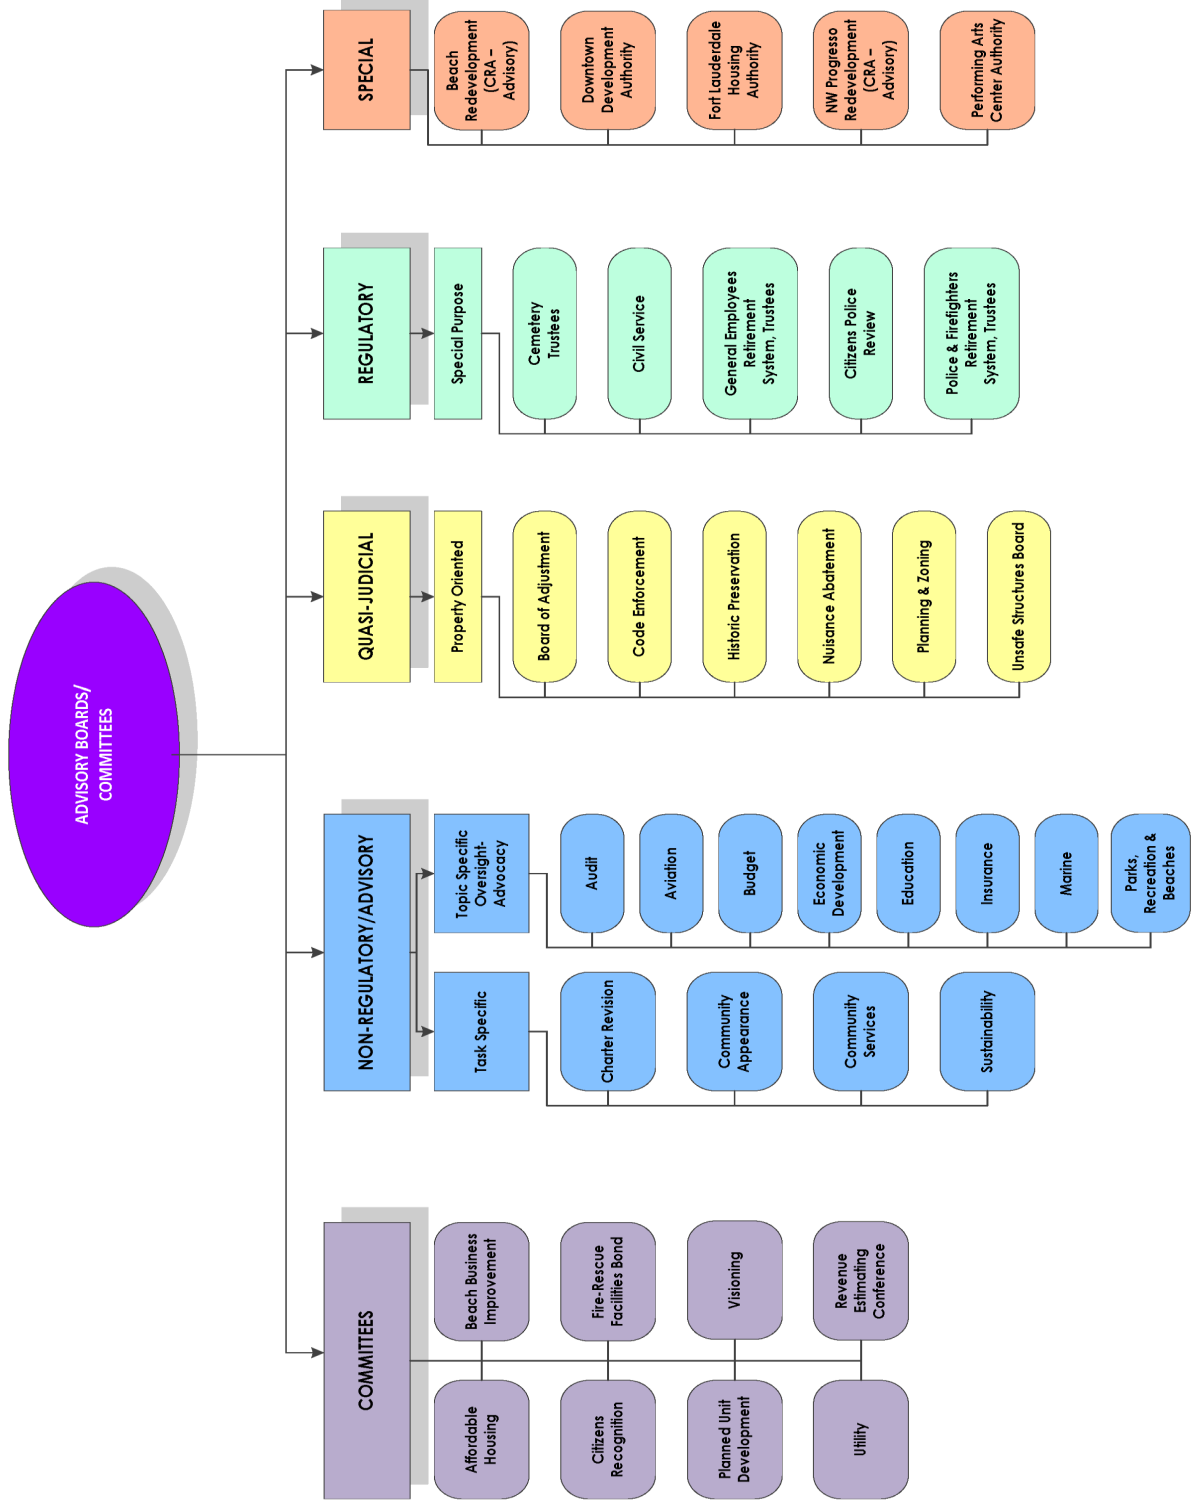 ADVISORY BOARDS/
COMMITTEES
COMMITTEES
Affordable
Housing
Beach Business
Improvement
Citizens
Recognition
Fire-Rescue
Facilities Bond
Planned Unit
Development
Visioning
Utility
Revenue
Estimating
Conference
NON-REGULATORY/ADVISORY
Task Specific
Charter Revision
Community
Appearance
Community
Services
Sustainability
Topic Specific
Oversight-
Advocacy
Audit
Aviation
Budget
Economic
Development
Education
Insurance
Marine
Parks,
Recreation &
Beaches
QUASI-JUDICIAL
Property Oriented
Board of Adjustment
Code Enforcement
Historic Preservation
Nuisance Abatement
Planning & Zoning
Unsafe Structures Board
REGULATORY
Special Purpose
Cemetery
Trustees
Civil Service
General Employees
Retirement
System, Trustees
Citizens Police
Review
Police & Firefighters
Retirement
System, Trustees
SPECIAL
Beach
Redevelopment
(CRA –
Advisory)
Downtown
Development
Authority
Fort Lauderdale
Housing
Authority
NW Progresso
Redevelopment
(CRA –
Advisory)
Performing Arts
Center Authority